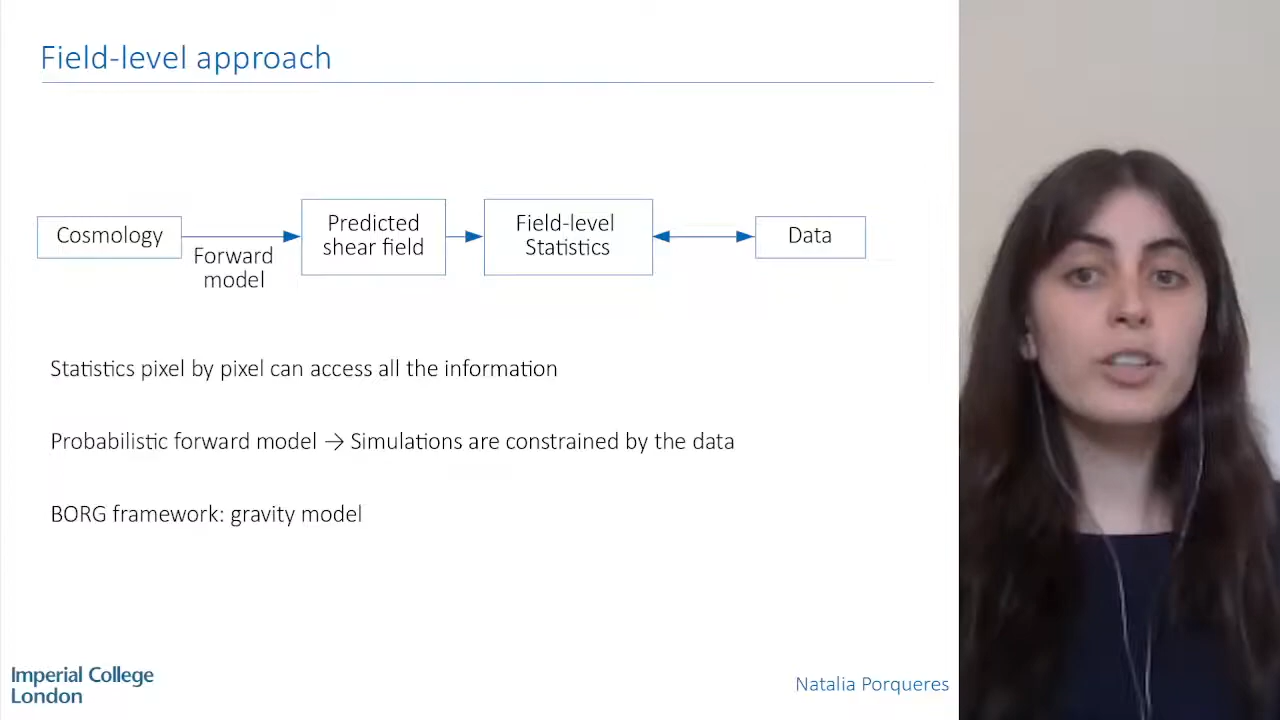 Field-level approach
Cosmology
Forward
model
Predicted
shear field
Field-level
Statistics
Data
Statistics pixel by pixel can access all the information
Probabilistic forward model → Simulations are constrained by the data
BORG framework: gravity model
Imperial College
London
Natalia Porqueres